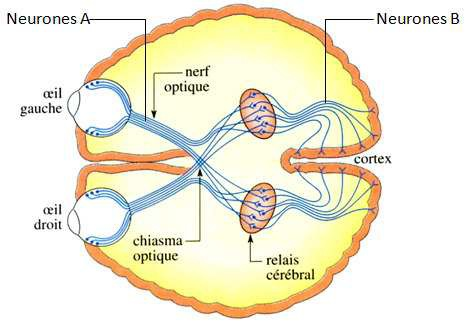 Neurones A
Neurones B
nerf
optique
œil
gauche
cortex
œil
droit
chiasma
optique
relais
cérébral